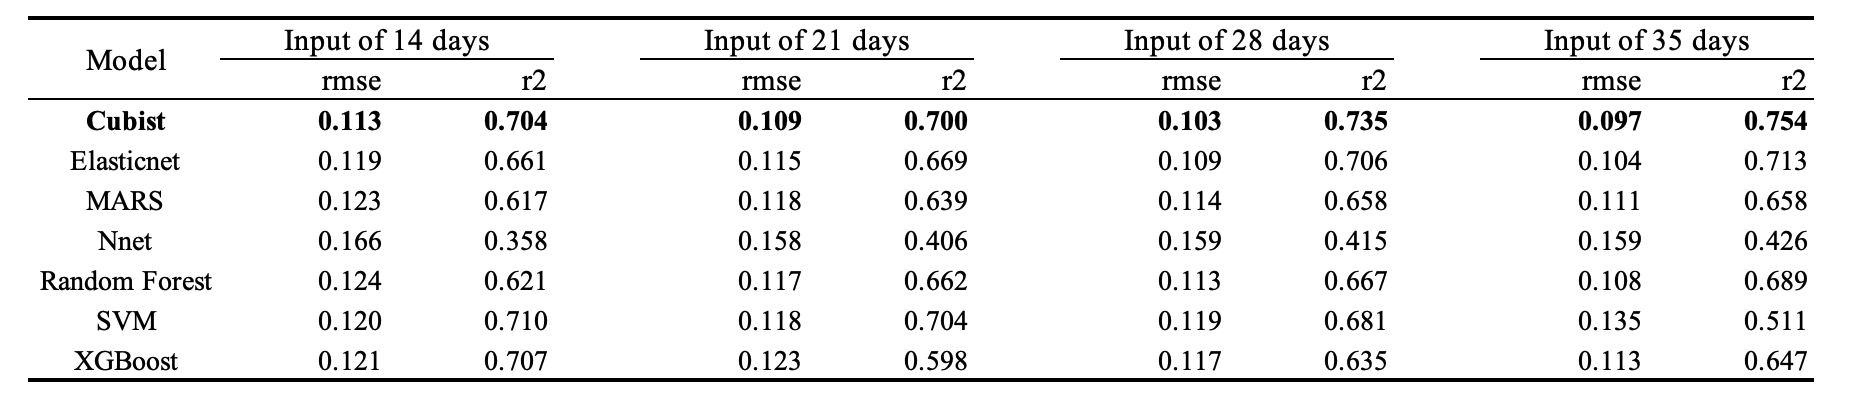 Model Input of 14 days Input of 21 days Input of 28 days Input of 35 days
rmse r2 rmse r2 rmse r2 rmse r2
Cubist 0.113 0.704 0.109 0.700 0.103 0.735 0.097 0.754
Elasticnet 0.119 0.661 0.115 0.669 0.109 0.706 0.104 0.713
MARS 0.123 0.617 0.118 0.639 0.114 0.658 0.111 0.658
Nnet 0.166 0.358 0.158 0.406 0.159 0.415 0.159 0.426
Random Forest 0.124 0.621 0.117 0.662 0.113 0.667 0.108 0.689
SVM 0.120 0.710 0.118 0.704 0.119 0.681 0.135 0.511
XGBoost 0.121 0.707 0.123 0.598 0.117 0.635 0.113 0.647